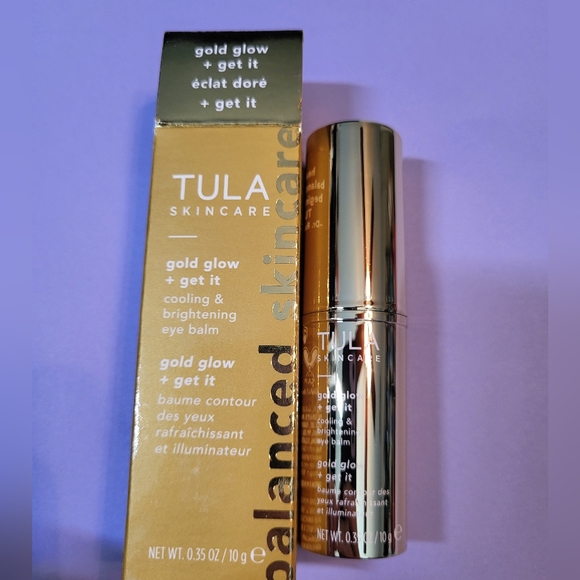 gold glow
+ get it
éclat doré
+ get it
TULA
SKINCARE
gold glow
+ get it
cooling &
brightening
eye balm
gold glow
+ get it
baume contour
des yeux
rafraîchissant
et illuminateur
NET WT. 0.35 OZ / 10 g e
balanced skincare
TULA
SKINCARE
gold glow
+ get it
cooling &
brightening
eye balm
gold glow
+ get it
baume contour des
yeux rafraîchissant
et illuminateur
NET WT. 0.35 OZ / 10 g e